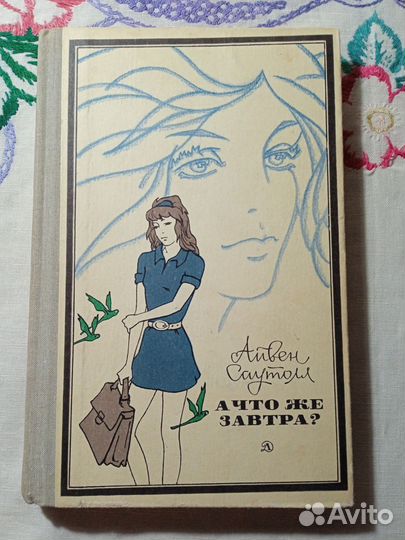 Айвен
Саутолл
А ЧТО ЖЕ
ЗАВТРА?
Д
Avito